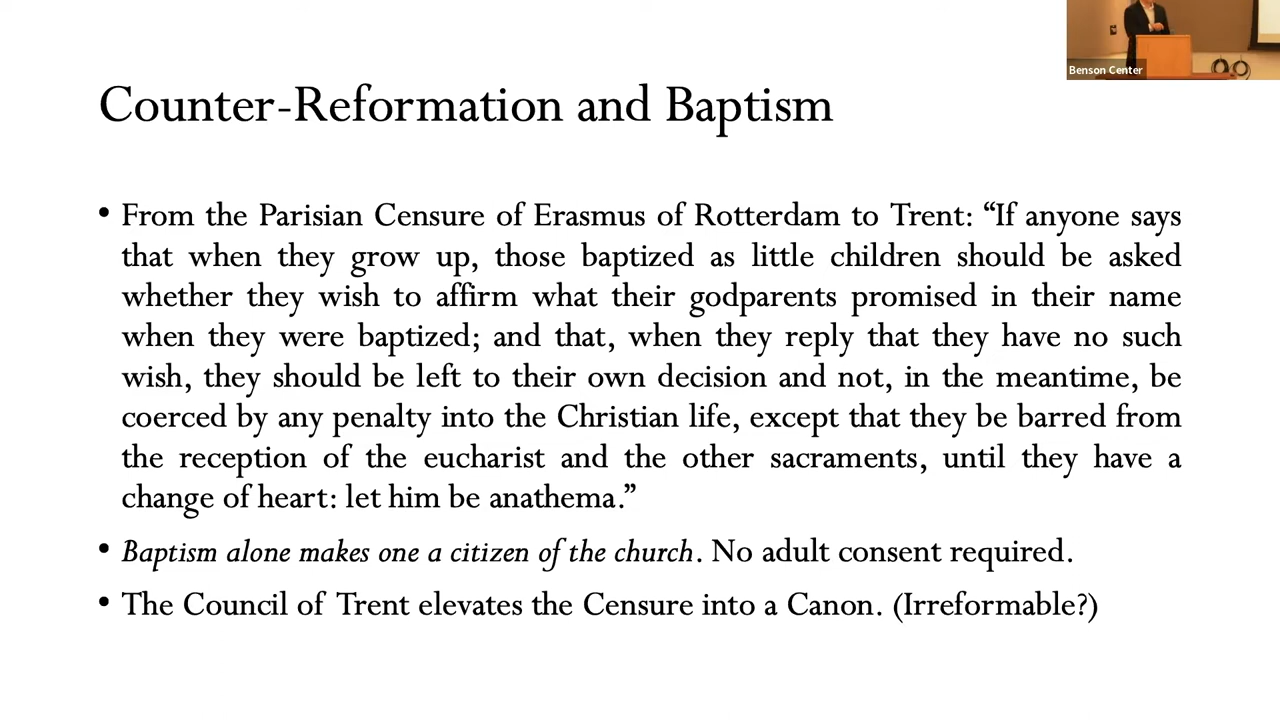 Benson Center
Counter-Reformation and Baptism
• From the Parisian Censure of Erasmus of Rotterdam to Trent: “If anyone says
that when they grow up, those baptized as little children should be asked
whether they wish to affirm what their godparents promised in their name
when they were baptized; and that, when they reply that they have no such
wish, they should be left to their own decision and not, in the meantime, be
coerced by any penalty into the Christian life, except that they be barred from
the reception of the eucharist and the other sacraments, until they have a
change of heart: let him be anathema.”
• Baptism alone makes one a citizen of the church. No adult consent required.
• The Council of Trent elevates the Censure into a Canon. (Irreformable?)